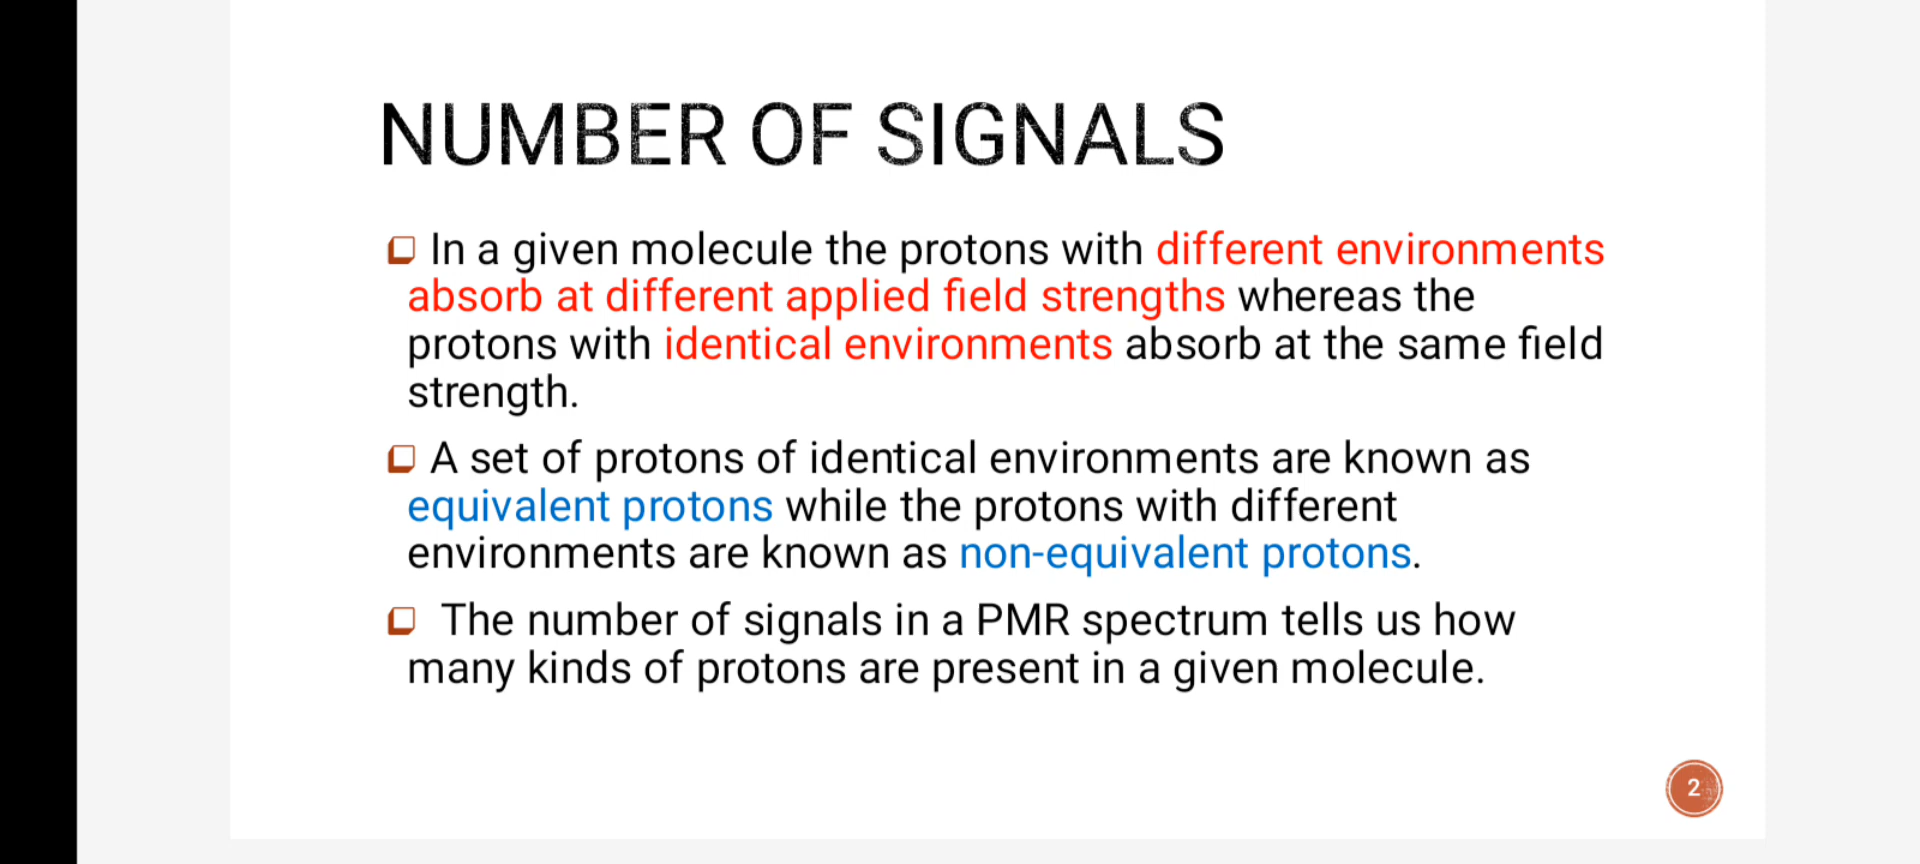 NUMBER OF SIGNALS
In a given molecule the protons with different environments
absorb at different applied field strengths whereas the
protons with identical environments absorb at the same field
strength.
A set of protons of identical environments are known as
equivalent protons while the protons with different
environments are known as non-equivalent protons.
The number of signals in a PMR spectrum tells us how
many kinds of protons are present in a given molecule.
2